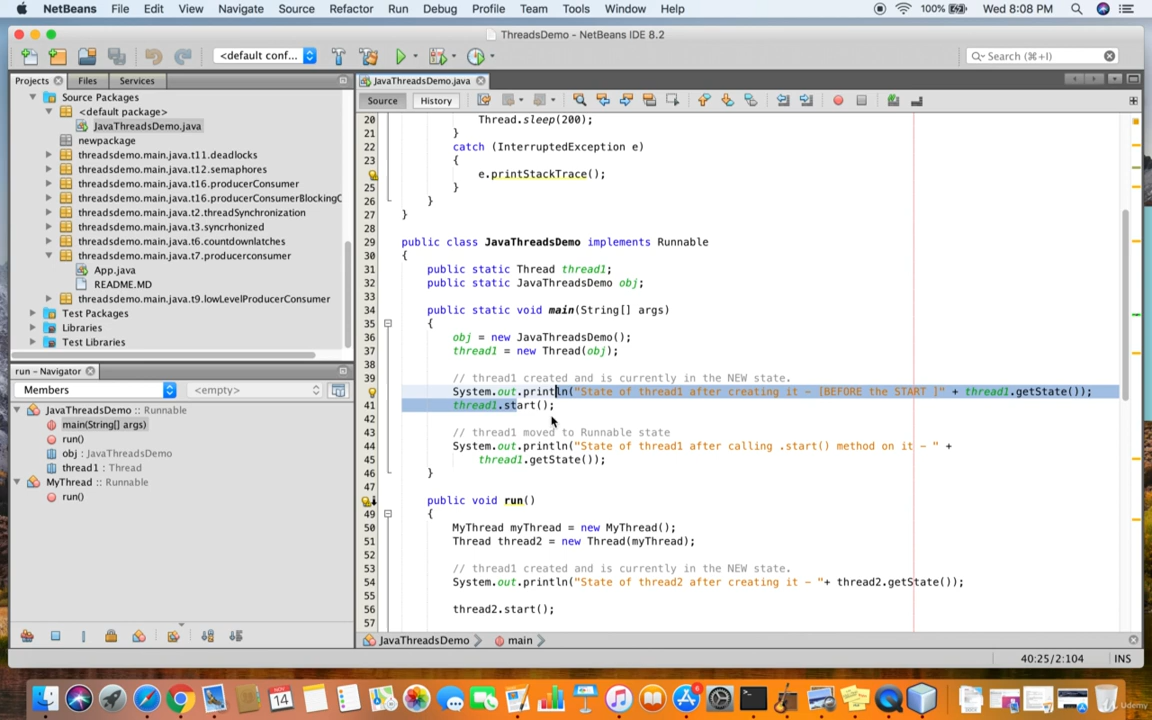 NetBeans File Edit View Navigate Source Refactor Run Debug Profile Team Tools Window Help 100% Wed 8:08 PM
ThreadsDemo - NetBeans IDE 8.2
<default conf... Search (⌘+I)
Projects Files Services
Source Packages
<default package>
JavaThreadsDemo.java
newpackage
threadsdemo.main.java.t11.deadlocks
threadsdemo.main.java.t12.semaphores
threadsdemo.main.java.t16.producerConsumer
threadsdemo.main.java.t16.producerConsumerBlocking
threadsdemo.main.java.t2.threadSynchronization
threadsdemo.main.java.t3.syncrhonized
threadsdemo.main.java.t6.countdownlatches
threadsdemo.main.java.t7.producerconsumer
App.java
README.MD
threadsdemo.main.java.t9.lowLevelProducerConsumer
Test Packages
Libraries
Test Libraries
run - Navigator
Members <empty>
JavaThreadsDemo :: Runnable
main(String[] args)
run()
obj : JavaThreadsDemo
thread1 : Thread
MyThread :: Runnable
run()
JavaThreadsDemo.java
Source History
20 Thread.sleep(200);
21 }
22 catch (InterruptedException e)
23 {
e.printStackTrace();
25 }
26 }
27 }
28
29 public class JavaThreadsDemo implements Runnable
30 {
31 public static Thread thread1;
32 public static JavaThreadsDemo obj;
33
34 public static void main(String[] args)
35 {
36 obj = new JavaThreadsDemo();
37 thread1 = new Thread(obj);
38
39 // thread1 created and is currently in the NEW state.
System.out.println("State of thread1 after creating it - [BEFORE the START ]" + thread1.getState());
41 thread1.start();
42
43 // thread1 moved to Runnable state
44 System.out.println("State of thread1 after calling .start() method on it - " +
45 thread1.getState());
46 }
47
public void run()
49 {
50 MyThread myThread = new MyThread();
51 Thread thread2 = new Thread(myThread);
52
53 // thread1 created and is currently in the NEW state.
54 System.out.println("State of thread2 after creating it - "+ thread2.getState());
55
56 thread2.start();
57
JavaThreadsDemo main
40:25/2:104 INS
NOV
14
Udemy